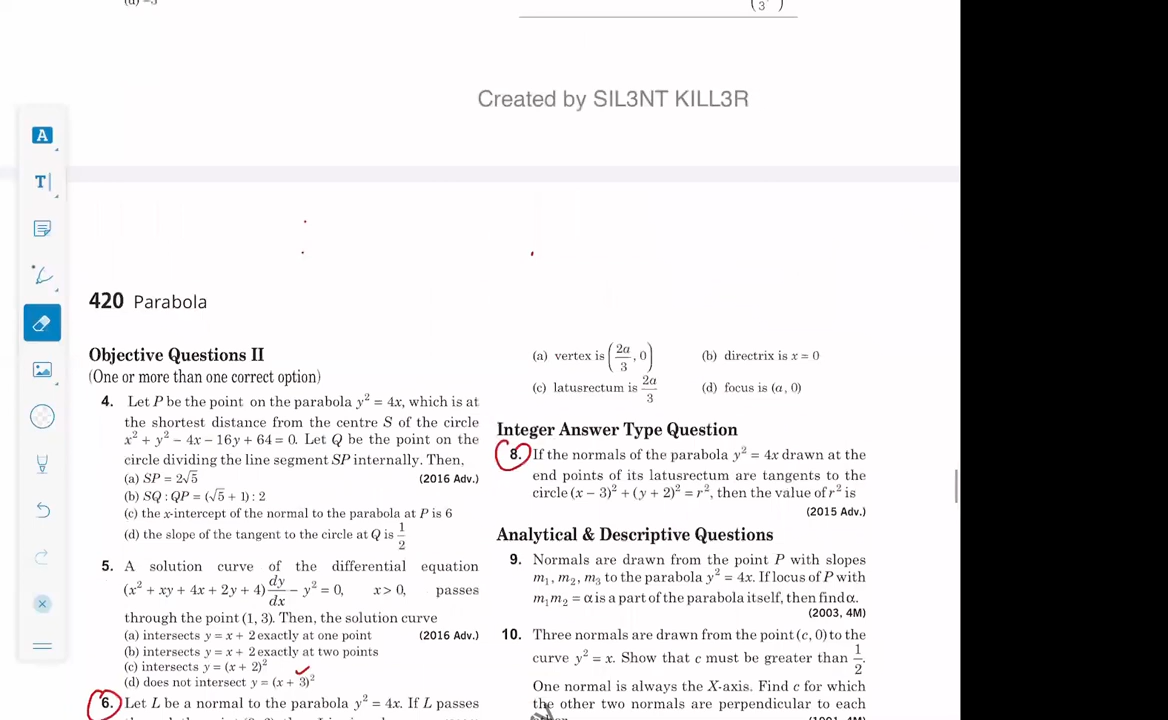 Created by SIL3NT KILL3R
A
T|
420 Parabola
Objective Questions II
(One or more than one correct option)
4. Let P be the point on the parabola y² = 4x, which is at
the shortest distance from the centre S of the circle
x² + y² − 4x − 16y + 64 = 0. Let Q be the point on the
circle dividing the line segment SP internally. Then,
(a) SP = 2√5 (2016 Adv.)
(b) SQ : QP = (√5 + 1) : 2
(c) the x-intercept of the normal to the parabola at P is 6
(d) the slope of the tangent to the circle at Q is 1/2
5. A solution curve of the differential equation
(x² + xy + 4x + 2y + 4) dy/dx − y² = 0, x > 0, passes
through the point (1, 3). Then, the solution curve
(a) intersects y = x + 2 exactly at one point (2016 Adv.)
(b) intersects y = x + 2 exactly at two points
(c) intersects y = (x + 2)²
(d) does not intersect y = (x + 3)²
6. Let L be a normal to the parabola y² = 4x. If L passes
(a) vertex is (2a/3, 0) (b) directrix is x = 0
(c) latusrectum is 2a/3 (d) focus is (a, 0)
Integer Answer Type Question
8. If the normals of the parabola y² = 4x drawn at the
end points of its latusrectum are tangents to the
circle (x − 3)² + (y + 2)² = r², then the value of r² is
(2015 Adv.)
Analytical & Descriptive Questions
9. Normals are drawn from the point P with slopes
m₁, m₂, m₃ to the parabola y² = 4x. If locus of P with
m₁m₂ = α is a part of the parabola itself, then find α.
(2003, 4M)
10. Three normals are drawn from the point (c, 0) to the
curve y² = x. Show that c must be greater than 1/2.
One normal is always the X-axis. Find c for which
the other two normals are perpendicular to each